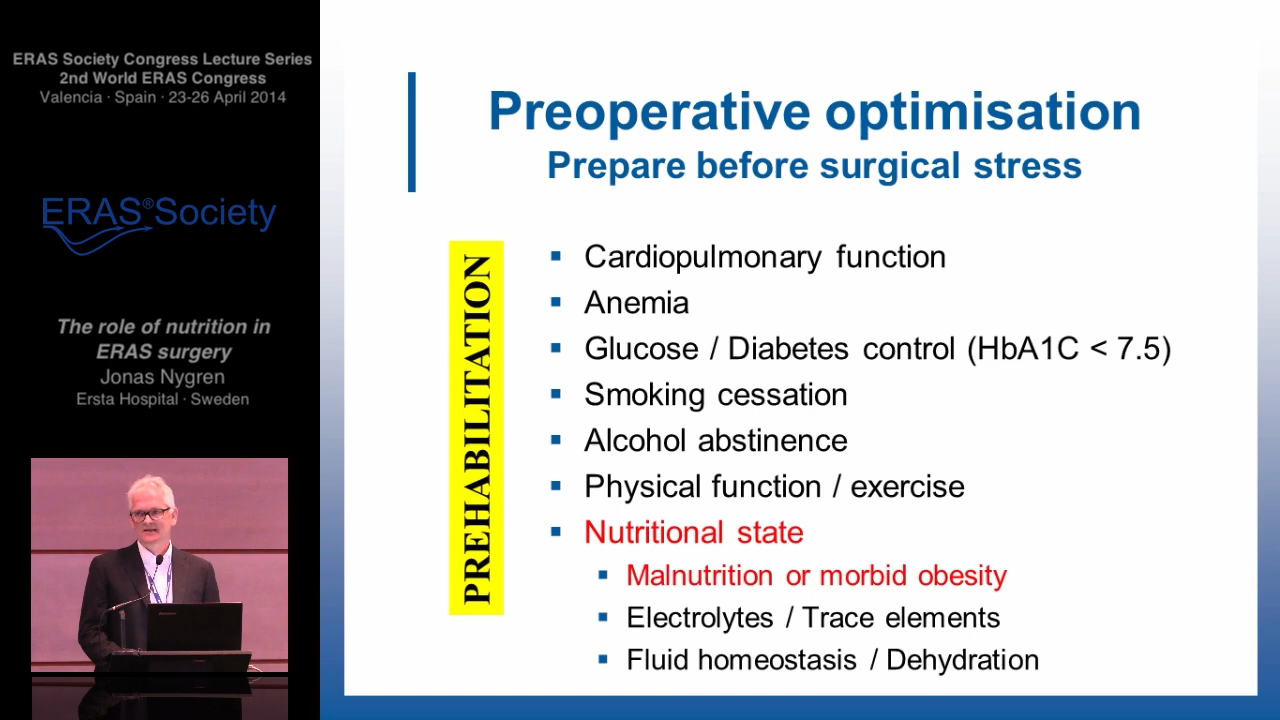 ERAS Society Congress Lecture Series
2nd World ERAS Congress
Valencia · Spain · 23-26 April 2014
ERAS®Society
The role of nutrition in
ERAS surgery
Jonas Nygren
Ersta Hospital · Sweden
Preoperative optimisation
Prepare before surgical stress
PREHABILITATION
▪ Cardiopulmonary function
▪ Anemia
▪ Glucose / Diabetes control (HbA1C < 7.5)
▪ Smoking cessation
▪ Alcohol abstinence
▪ Physical function / exercise
▪ Nutritional state
▪ Malnutrition or morbid obesity
▪ Electrolytes / Trace elements
▪ Fluid homeostasis / Dehydration